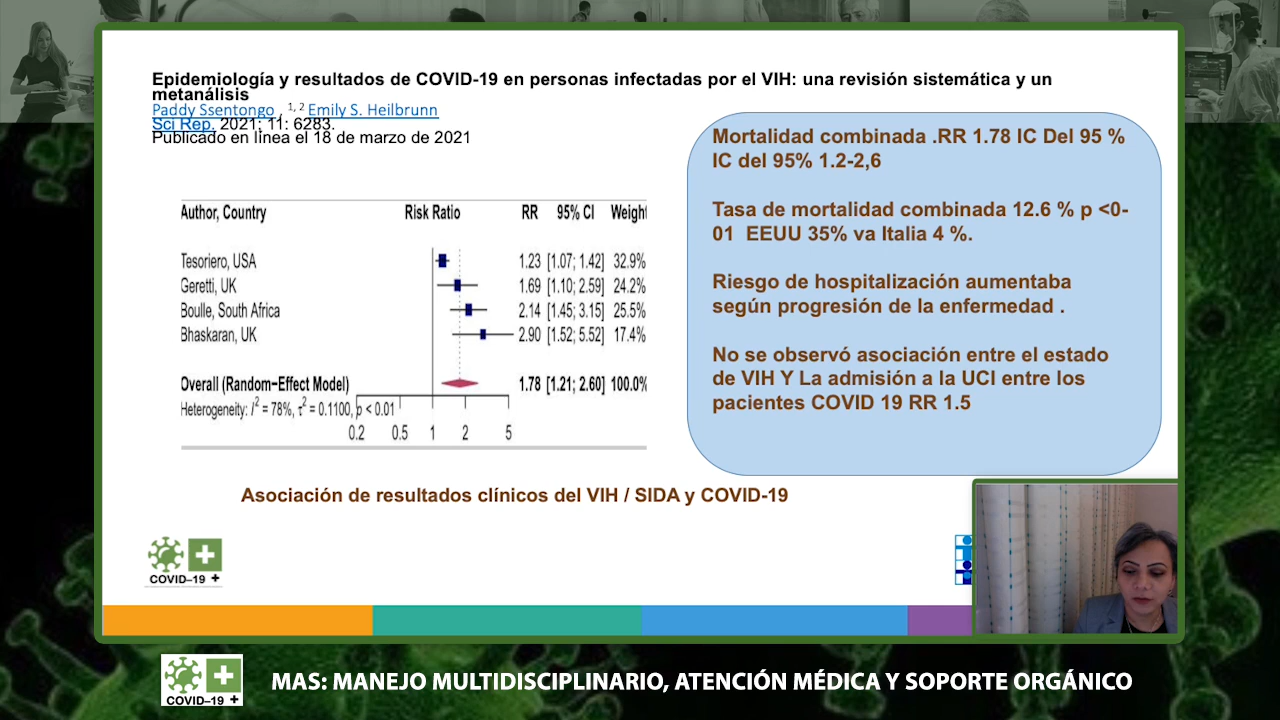 Epidemiología y resultados de COVID-19 en personas infectadas por el VIH: una revisión sistemática y un
metanálisis
Paddy Ssentongo , 1, 2 Emily S. Heilbrunn
Sci Rep. 2021; 11: 6283.
Publicado en línea el 18 de marzo de 2021
Author, Country Risk Ratio RR 95% CI Weight
Tesoriero, USA 1.23 [1.07; 1.42] 32.9%
Geretti, UK 1.69 [1.10; 2.59] 24.2%
Boulle, South Africa 2.14 [1.45; 3.15] 25.5%
Bhaskaran, UK 2.90 [1.52; 5.52] 17.4%
Overall (Random−Effect Model) 1.78 [1.21; 2.60] 100.0%
Heterogeneity: I² = 78%, τ² = 0.1100, p < 0.01
0.2 0.5 1 2 5
Mortalidad combinada .RR 1.78 IC Del 95 %
IC del 95% 1.2-2,6
Tasa de mortalidad combinada 12.6 % p <0-
01 EEUU 35% va Italia 4 %.
Riesgo de hospitalización aumentaba
según progresión de la enfermedad .
No se observó asociación entre el estado
de VIH Y La admisión a la UCI entre los
pacientes COVID 19 RR 1.5
Asociación de resultados clínicos del VIH / SIDA y COVID-19
COVID–19 +
COVID–19 +
MAS: MANEJO MULTIDISCIPLINARIO, ATENCIÓN MÉDICA Y SOPORTE ORGÁNICO